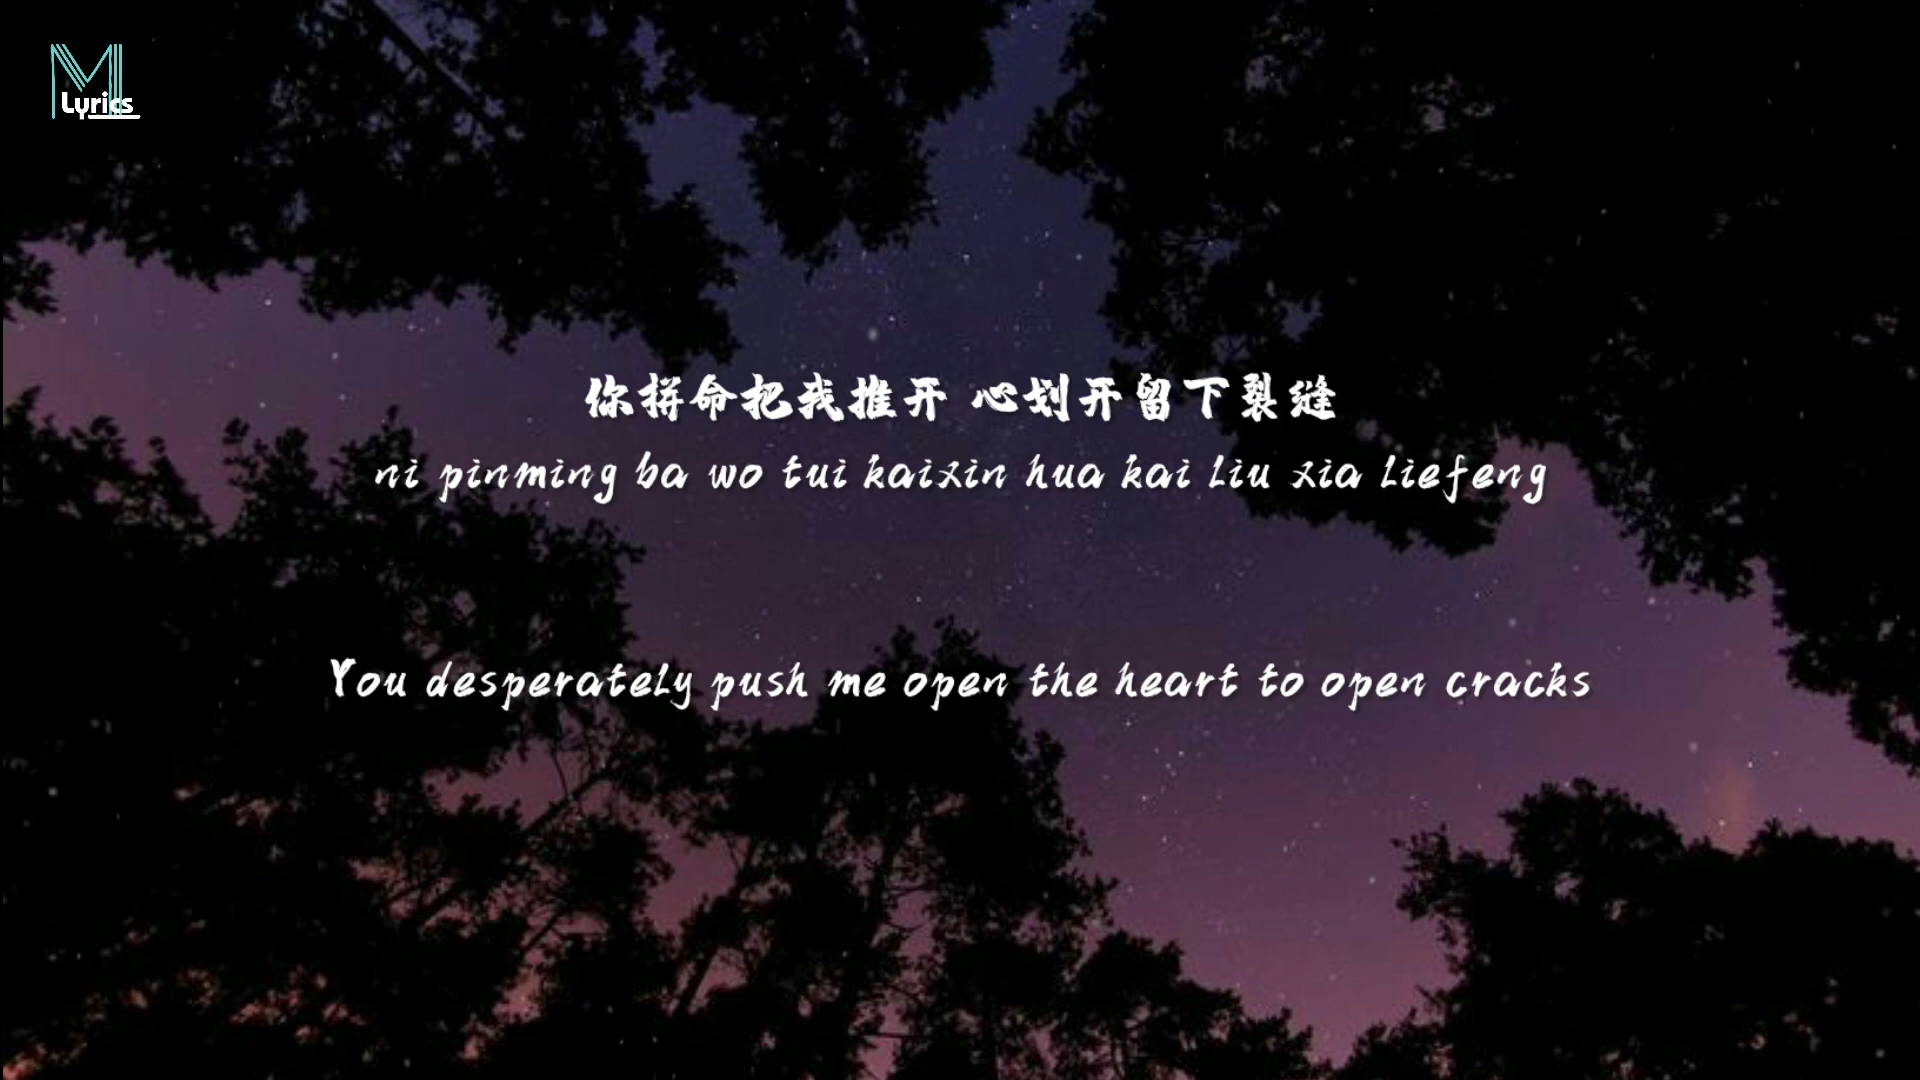 M
Lyrics
你拼命把我推开 心划开留下裂缝
ni pinming ba wo tui kaixin hua kai liu xia liefeng
You desperately push me open the heart to open cracks